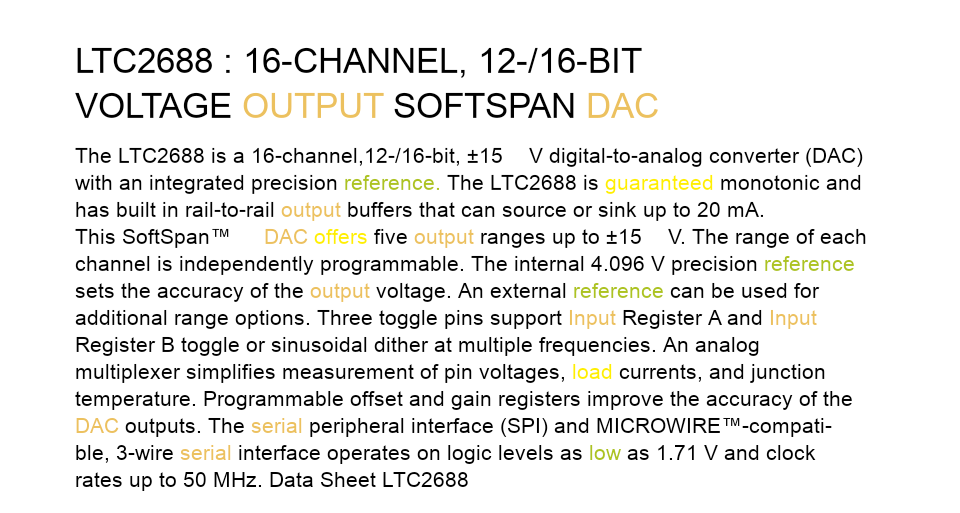 LTC2688 : 16-CHANNEL, 12-/16-BIT
VOLTAGE OUTPUT SOFTSPAN DAC
The LTC2688 is a 16-channel,12-/16-bit, ±15 V digital-to-analog converter (DAC)
with an integrated precision reference. The LTC2688 is guaranteed monotonic and
has built in rail-to-rail output buffers that can source or sink up to 20 mA.
This SoftSpan™ DAC offers five output ranges up to ±15 V. The range of each
channel is independently programmable. The internal 4.096 V precision reference
sets the accuracy of the output voltage. An external reference can be used for
additional range options. Three toggle pins support Input Register A and Input
Register B toggle or sinusoidal dither at multiple frequencies. An analog
multiplexer simplifies measurement of pin voltages, load currents, and junction
temperature. Programmable offset and gain registers improve the accuracy of the
DAC outputs. The serial peripheral interface (SPI) and MICROWIRE™-compati-
ble, 3-wire serial interface operates on logic levels as low as 1.71 V and clock
rates up to 50 MHz. Data Sheet LTC2688